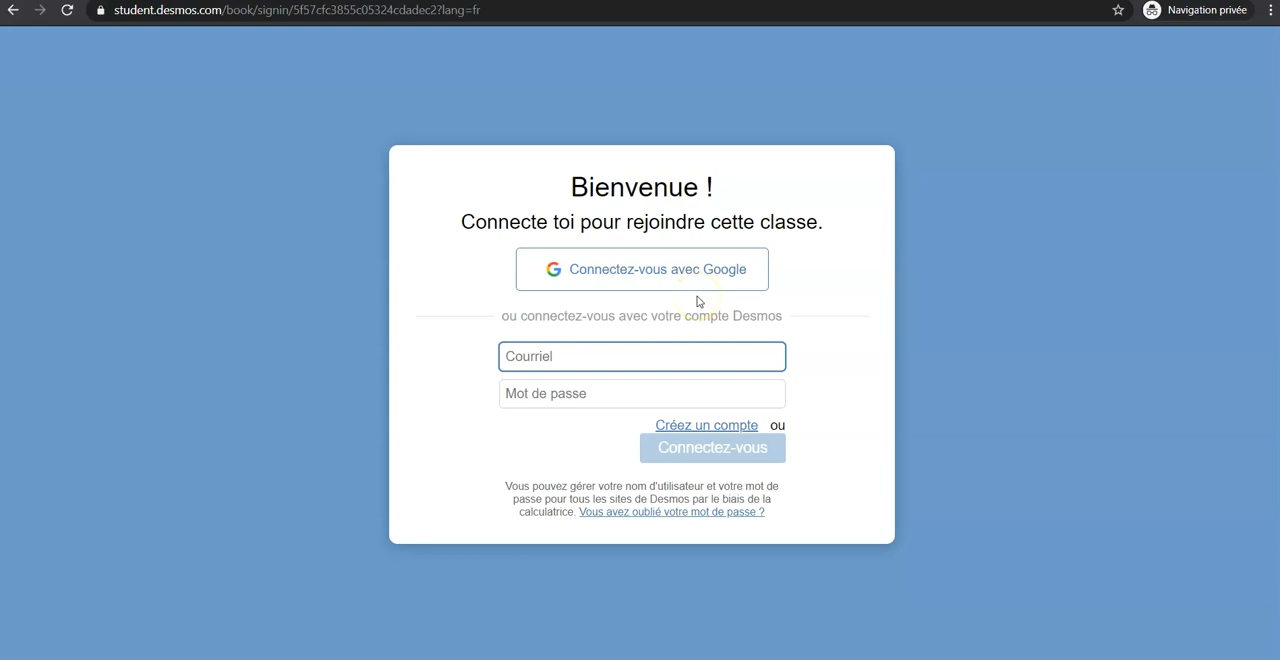 student.desmos.com/book/signin/5f57cfc3855c05324cdadec2?lang=fr
Navigation privée
Bienvenue !
Connecte toi pour rejoindre cette classe.
Connectez-vous avec Google
ou connectez-vous avec votre compte Desmos
Courriel
Mot de passe
Créez un compte ou
Connectez-vous
Vous pouvez gérer votre nom d'utilisateur et votre mot de
passe pour tous les sites de Desmos par le biais de la
calculatrice. Vous avez oublié votre mot de passe ?